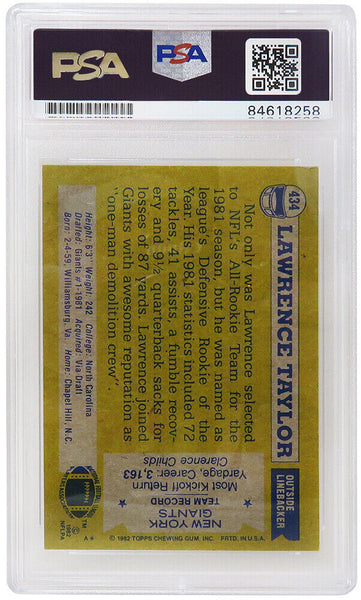 PSA
PSA
84618258
434
LAWRENCE TAYLOR
OUTSIDE
LINEBACKER
Not only was Lawrence selected
to NFL's All-Rookie Team for the
1981 season, but he was named as
league's Defensive Rookie of the
Year. His 1981 statistics included 72
tackles, 41 assists, a fumble recov-
ery and 9½ quarterback sacks for
losses of 87 yards. Lawrence joined
Giants with awesome reputation as
"one-man demolition crew".
NEW YORK
GIANTS
TEAM RECORD
Most Kickoff Return
Yardage, Career: 3,163
Clarence Childs
Height: 6'3" Weight: 242 College: North Carolina
Drafted: Giants #1-1981 Acquired: Via Draft
Born: 2-4-59, Williamsburg, Va. Home: Chapel Hill, N.C.
TM
© 1982
NFLPA
A★
© 1982 TOPPS CHEWING GUM, INC. PRTD. IN U.S.A.